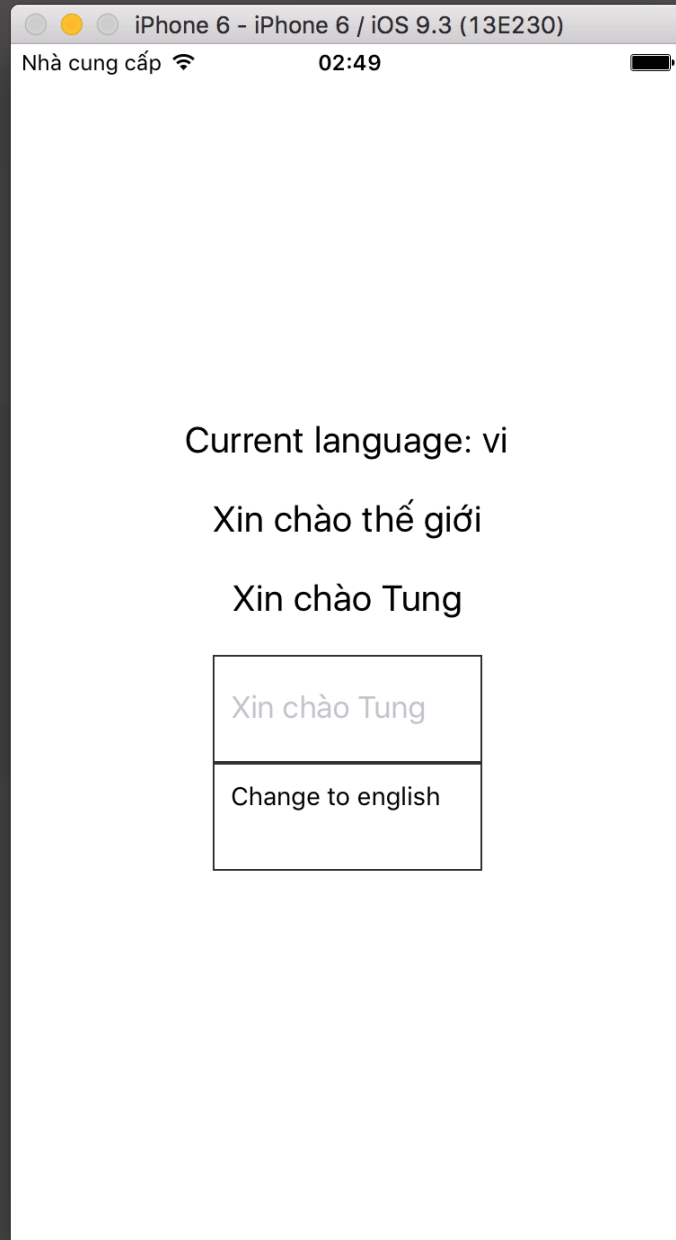 iPhone 6 - iPhone 6 / iOS 9.3 (13E230)
Nhà cung cấp 02:49
Current language: vi
Xin chào thế giới
Xin chào Tung
Xin chào Tung
Change to english